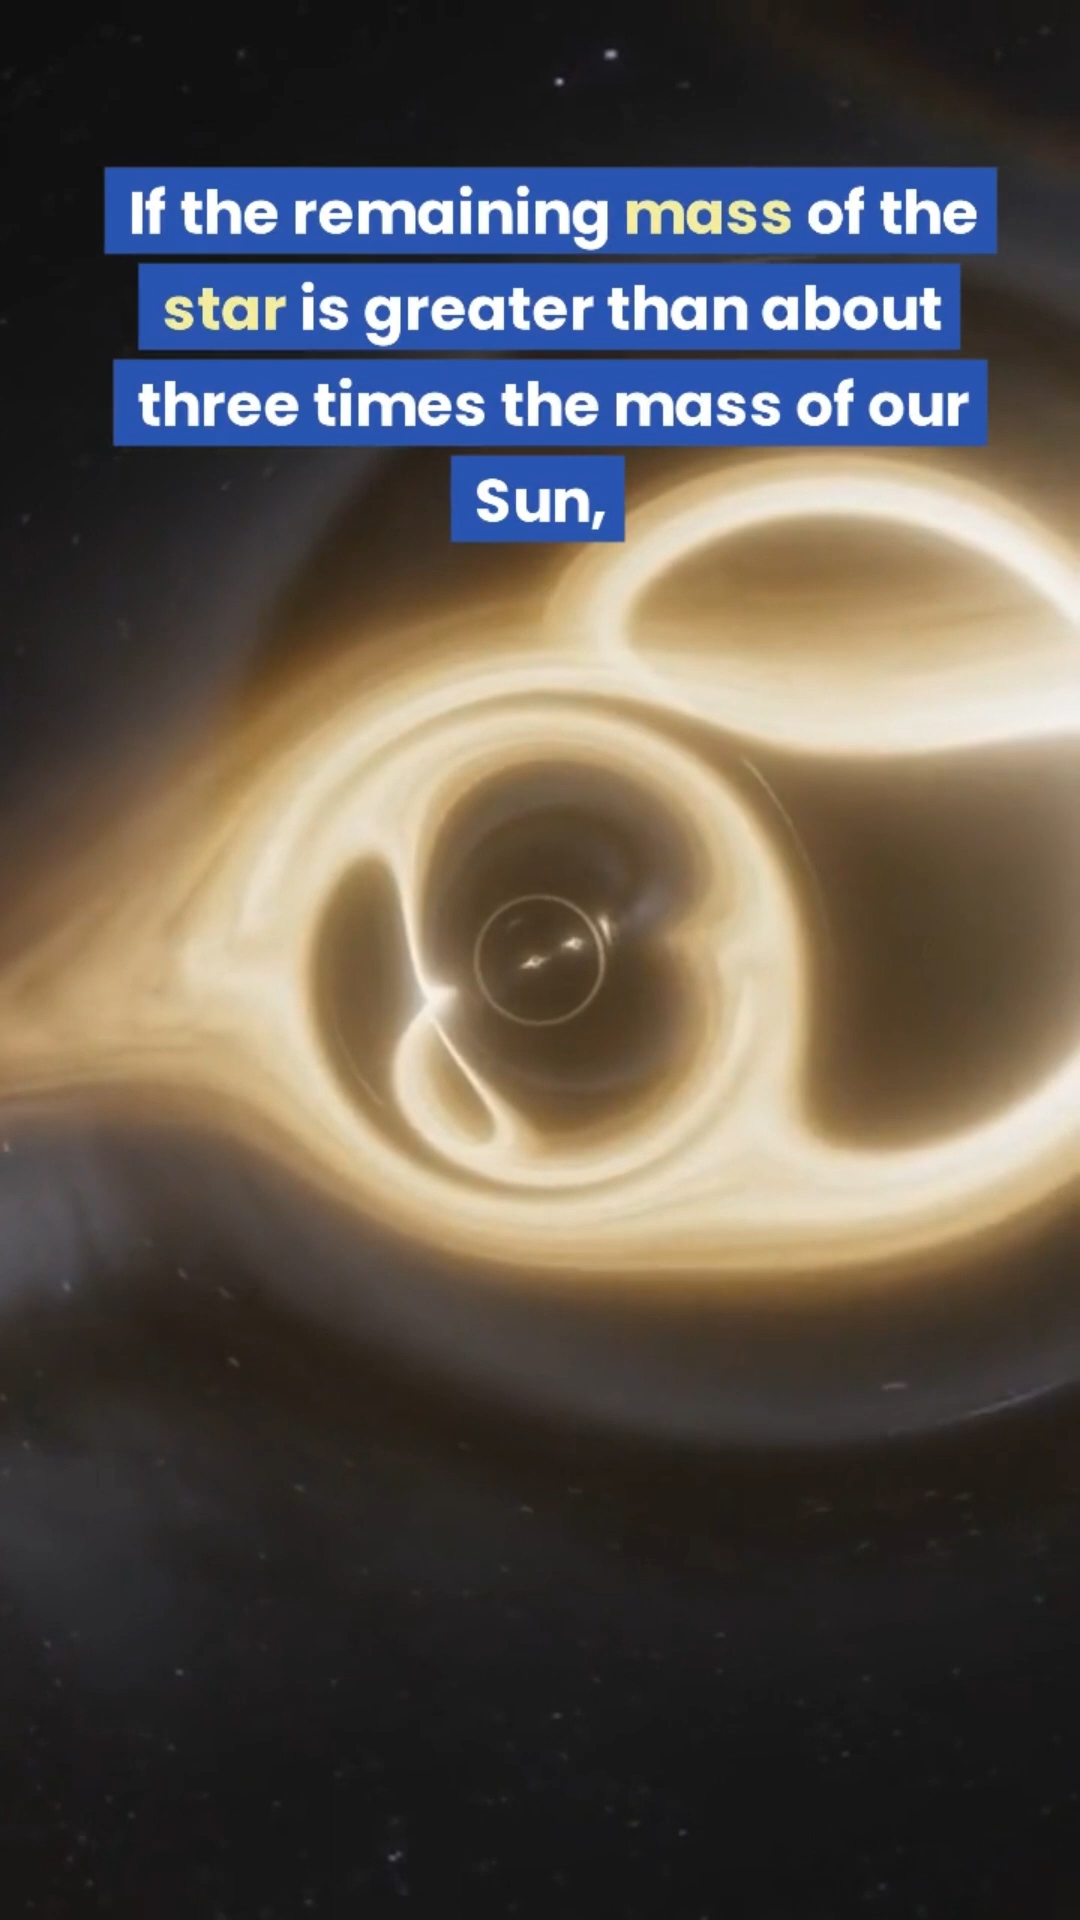 If the remaining mass of the
star is greater than about
three times the mass of our
Sun,